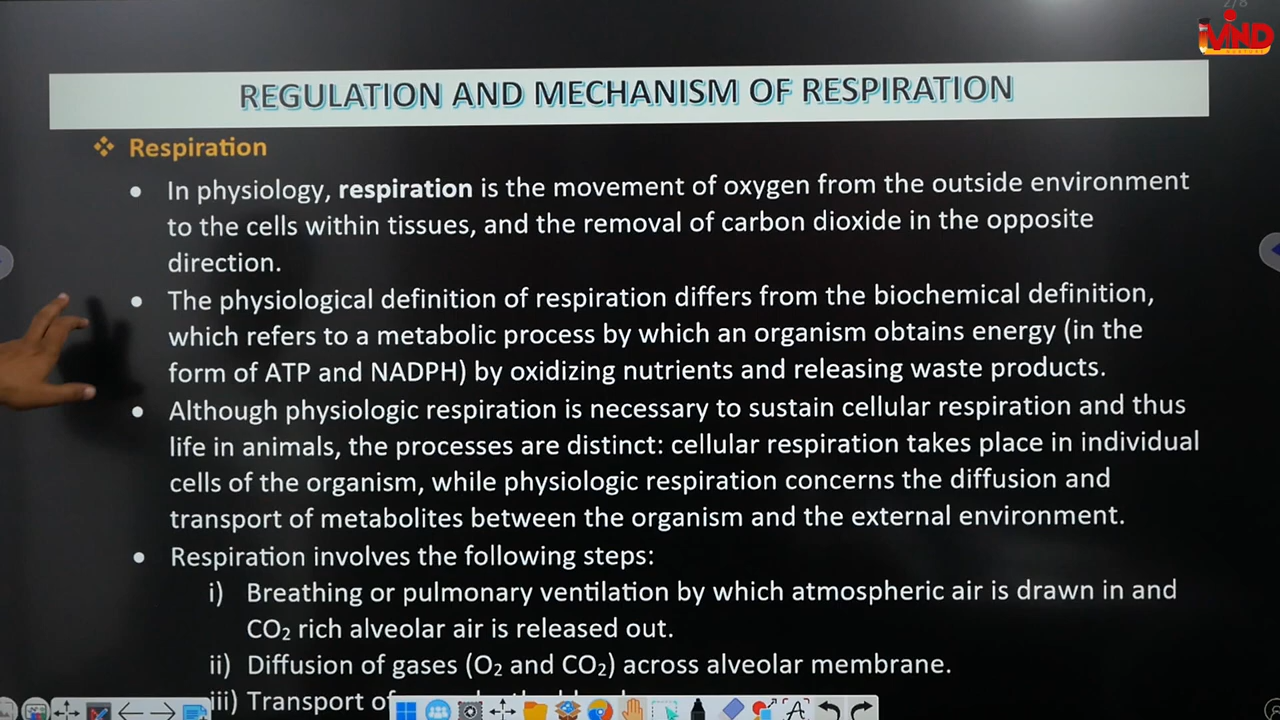 2/8
iMIND
REGULATION AND MECHANISM OF RESPIRATION
❖ Respiration
• In physiology, respiration is the movement of oxygen from the outside environment
to the cells within tissues, and the removal of carbon dioxide in the opposite
direction.
• The physiological definition of respiration differs from the biochemical definition,
which refers to a metabolic process by which an organism obtains energy (in the
form of ATP and NADPH) by oxidizing nutrients and releasing waste products.
• Although physiologic respiration is necessary to sustain cellular respiration and thus
life in animals, the processes are distinct: cellular respiration takes place in individual
cells of the organism, while physiologic respiration concerns the diffusion and
transport of metabolites between the organism and the external environment.
• Respiration involves the following steps:
i) Breathing or pulmonary ventilation by which atmospheric air is drawn in and
CO₂ rich alveolar air is released out.
ii) Diffusion of gases (O₂ and CO₂) across alveolar membrane.
iii) Transport of